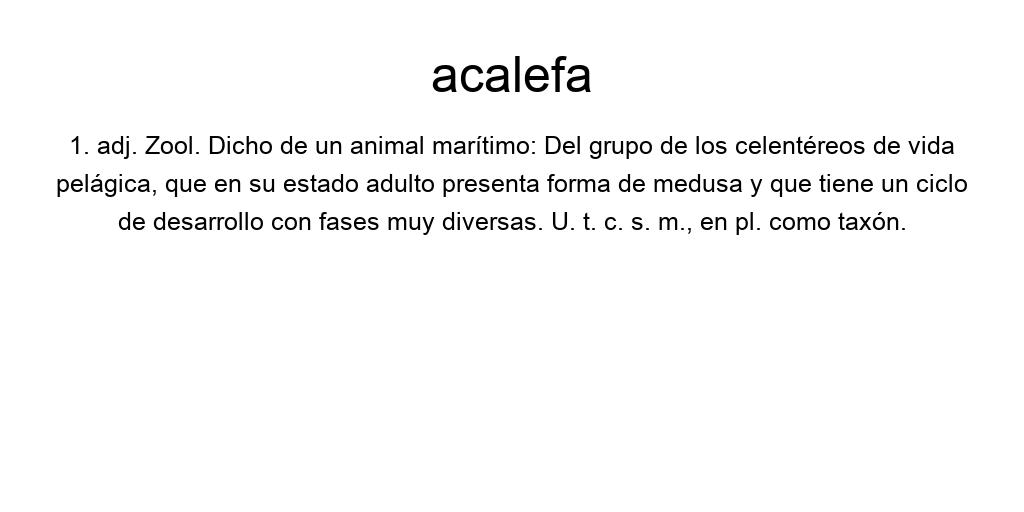 acalefa
1. adj. Zool. Dicho de un animal marítimo: Del grupo de los celentéreos de vida
pelágica, que en su estado adulto presenta forma de medusa y que tiene un ciclo
de desarrollo con fases muy diversas. U. t. c. s. m., en pl. como taxón.